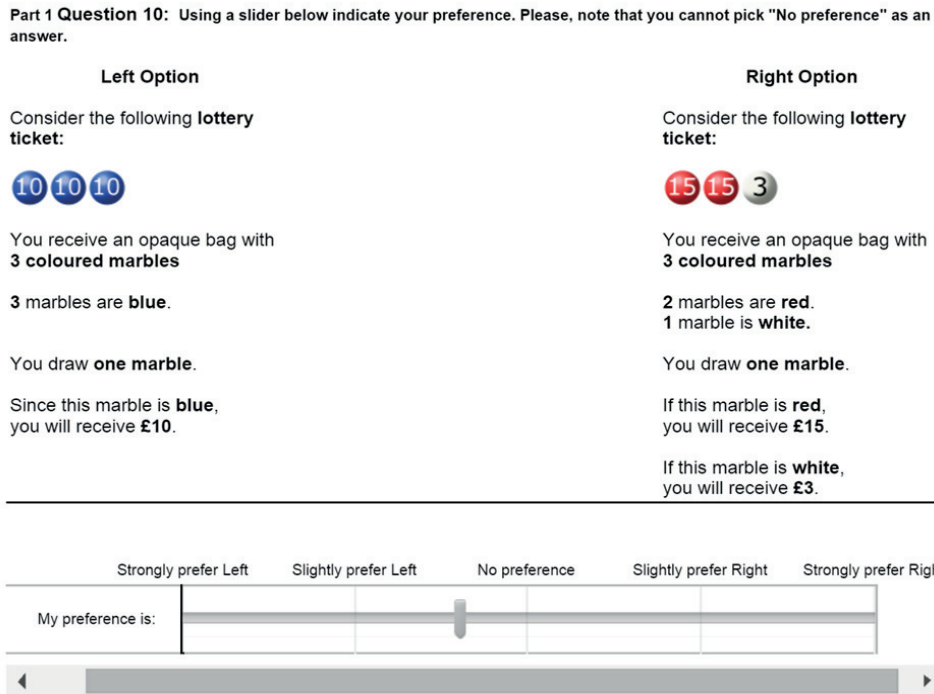 Part 1 Question 10: Using a slider below indicate your preference. Please, note that you cannot pick "No preference" as an
answer.
Left Option
Consider the following lottery
ticket:
10 10 10
You receive an opaque bag with
3 coloured marbles
3 marbles are blue.
You draw one marble.
Since this marble is blue,
you will receive £10.
Right Option
Consider the following lottery
ticket:
15 15 3
You receive an opaque bag with
3 coloured marbles
2 marbles are red.
1 marble is white.
You draw one marble.
If this marble is red,
you will receive £15.
If this marble is white,
you will receive £3.
Strongly prefer Left Slightly prefer Left No preference Slightly prefer Right Strongly prefer Righ
My preference is: